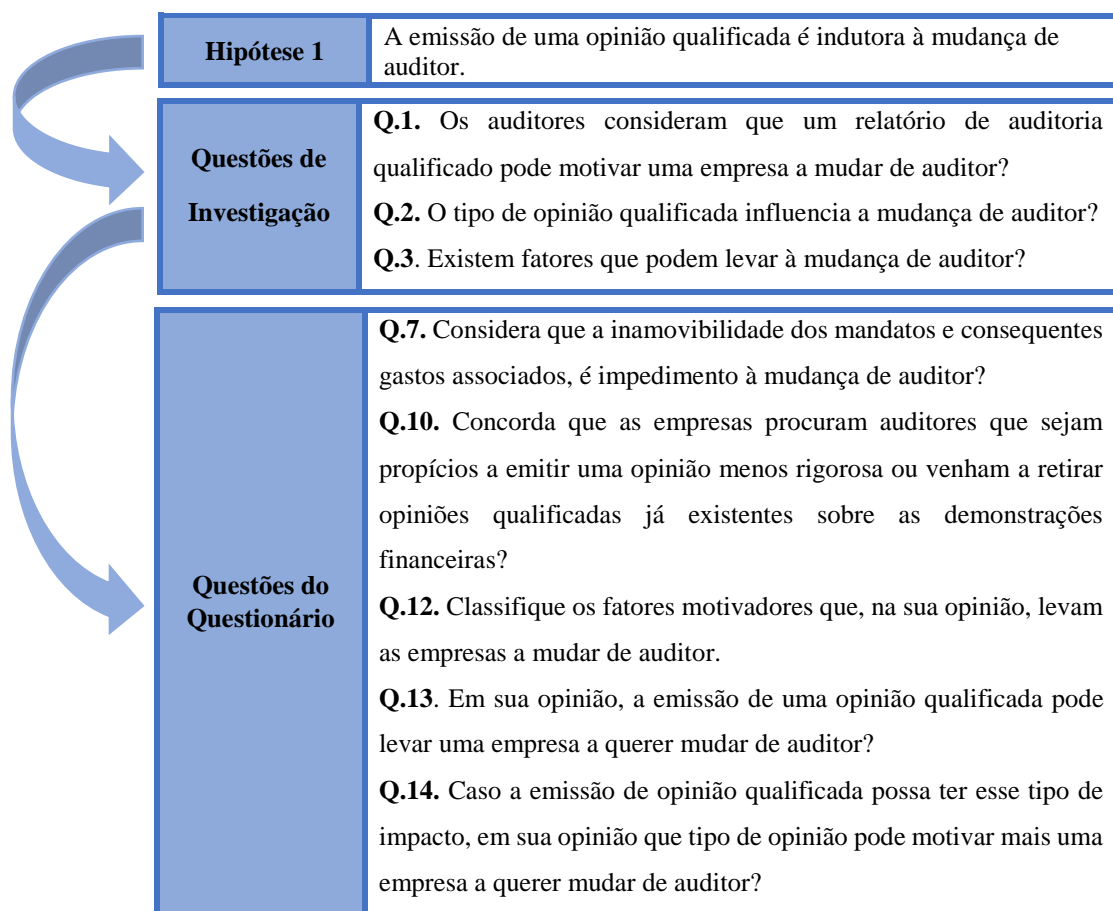 Hipótese 1
A emissão de uma opinião qualificada é indutora à mudança de
auditor.
Questões de
Investigação
Q.1. Os auditores consideram que um relatório de auditoria
qualificado pode motivar uma empresa a mudar de auditor?
Q.2. O tipo de opinião qualificada influencia a mudança de auditor?
Q.3. Existem fatores que podem levar à mudança de auditor?
Questões do
Questionário
Q.7. Considera que a inamovibilidade dos mandatos e consequentes
gastos associados, é impedimento à mudança de auditor?
Q.10. Concorda que as empresas procuram auditores que sejam
propícios a emitir uma opinião menos rigorosa ou venham a retirar
opiniões qualificadas já existentes sobre as demonstrações
financeiras?
Q.12. Classifique os fatores motivadores que, na sua opinião, levam
as empresas a mudar de auditor.
Q.13. Em sua opinião, a emissão de uma opinião qualificada pode
levar uma empresa a querer mudar de auditor?
Q.14. Caso a emissão de opinião qualificada possa ter esse tipo de
impacto, em sua opinião que tipo de opinião pode motivar mais uma
empresa a querer mudar de auditor?